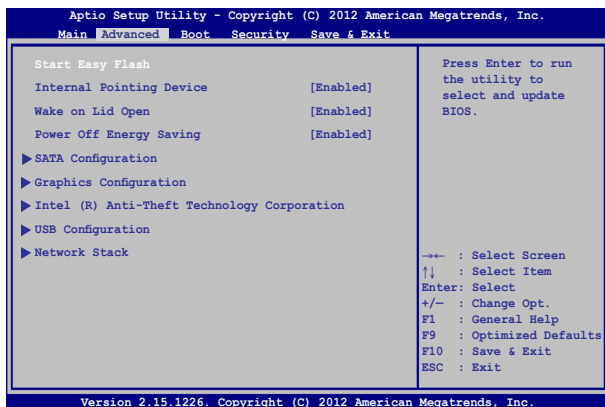 Aptio Setup Utility - Copyright (C) 2012 American Megatrends, Inc.
Main Advanced Boot Security Save & Exit
Start Easy Flash
Internal Pointing Device [Enabled]
Wake on Lid Open [Enabled]
Power Off Energy Saving [Enabled]
SATA Configuration
Graphics Configuration
Intel (R) Anti-Theft Technology Corporation
USB Configuration
Network Stack
Press Enter to run
the utility to
select and update
BIOS.
→← : Select Screen
↑↓ : Select Item
Enter: Select
+/— : Change Opt.
F1 : General Help
F9 : Optimized Defaults
F10 : Save & Exit
ESC : Exit
Version 2.15.1226. Copyright (C) 2012 American Megatrends, Inc.